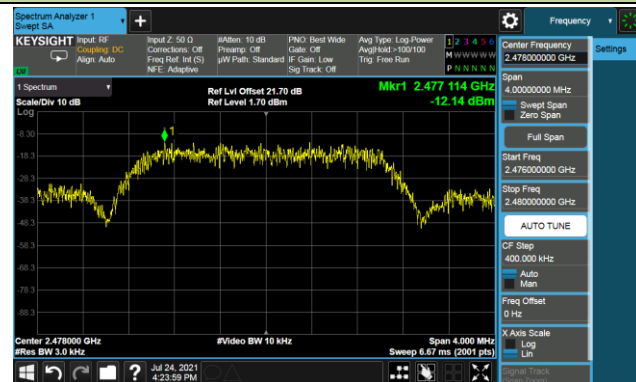 Spectrum Analyzer 1
Swept SA
Frequency
KEYSIGHT
Input: RF
Coupling: DC
Align: Auto
Input Z: 50 Ω
Corrections: Off
Freq Ref: Int (S)
NFE: Adaptive
#Atten: 10 dB
Preamp: Off
µW Path: Standard
PNO: Best Wide
Gate: Off
IF Gain: Low
Sig Track: Off
Avg Type: Log-Power
Avg|Hold:>100/100
Trig: Free Run
1 2 3 4 5 6
M W W W W W
P N N N N N
1 Spectrum
Scale/Div 10 dB
Log
Ref Lvl Offset 21.70 dB
Ref Level 1.70 dBm
Mkr1 2.477 114 GHz
-12.14 dBm
1
-8.30
-18.3
-28.3
-38.3
-48.3
-58.3
-68.3
-78.3
-88.3
Center 2.478000 GHz
#Res BW 3.0 kHz
#Video BW 10 kHz
Span 4.000 MHz
Sweep 6.67 ms (2001 pts)
Jul 24, 2021
4:23:59 PM
Center Frequency
2.478000000 GHz
Span
4.00000000 MHz
Swept Span
Zero Span
Full Span
Start Freq
2.476000000 GHz
Stop Freq
2.480000000 GHz
AUTO TUNE
CF Step
400.000 kHz
Auto
Man
Freq Offset
0 Hz
X Axis Scale
Log
Lin
Signal Track
Settings